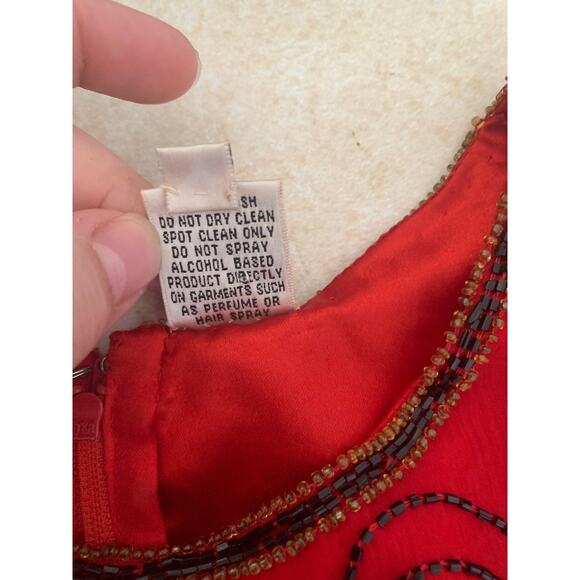 SH
DO NOT DRY CLEAN
SPOT CLEAN ONLY
DO NOT SPRAY
ALCOHOL BASED
PRODUCT DIRECTLY
ON GARMENTS SUCH
AS PERFUME OR
HAIR SPRAY